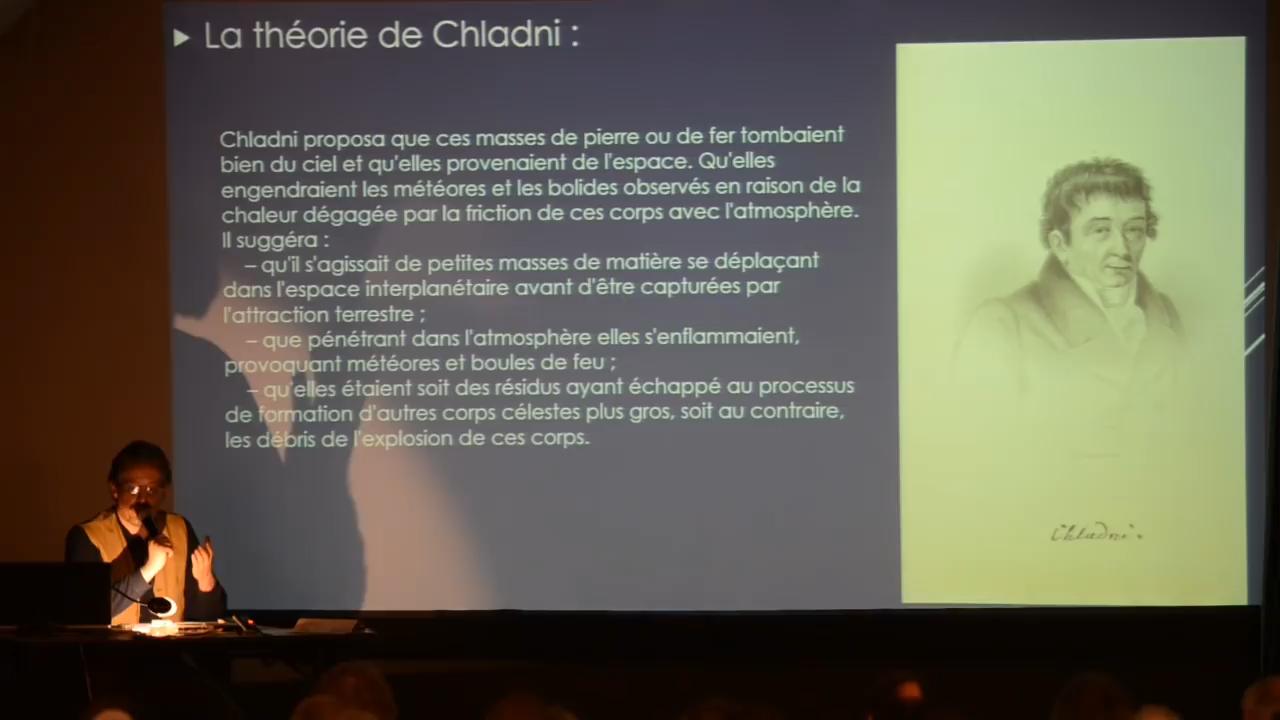 La théorie de Chladni :
Chladni proposa que ces masses de pierre ou de fer tombaient
bien du ciel et qu'elles provenaient de l'espace. Qu'elles
engendraient les météores et les bolides observés en raison de la
chaleur dégagée par la friction de ces corps avec l'atmosphère.
Il suggéra :
– qu'il s'agissait de petites masses de matière se déplaçant
dans l'espace interplanétaire avant d'être capturées par
l'attraction terrestre ;
– que pénétrant dans l'atmosphère elles s'enflammaient,
provoquant météores et boules de feu ;
– qu'elles étaient soit des résidus ayant échappé au processus
de formation d'autres corps célestes plus gros, soit au contraire,
les débris de l'explosion de ces corps.
Chladni.